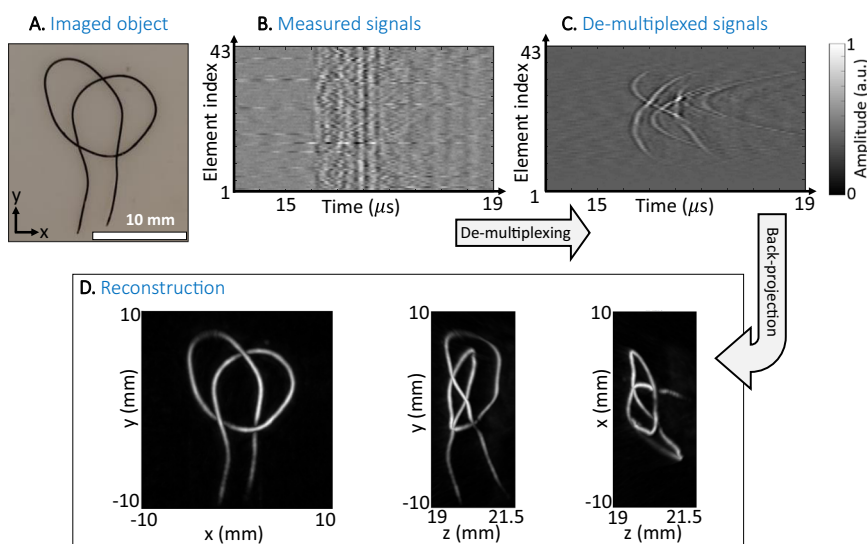 A. Imaged object
y
x
10 mm
B. Measured signals
43
Element index
1
15
Time (μs)
19
C. De-multiplexed signals
43
Element index
1
15
Time (μs)
19
1
Amplitude (a.u.)
0
De-multiplexing
Back-projection
D. Reconstruction
10
y (mm)
-10
-10
x (mm)
10
10
y (mm)
-10
19
21.5
z (mm)
10
x (mm)
-10
19
21.5
z (mm)